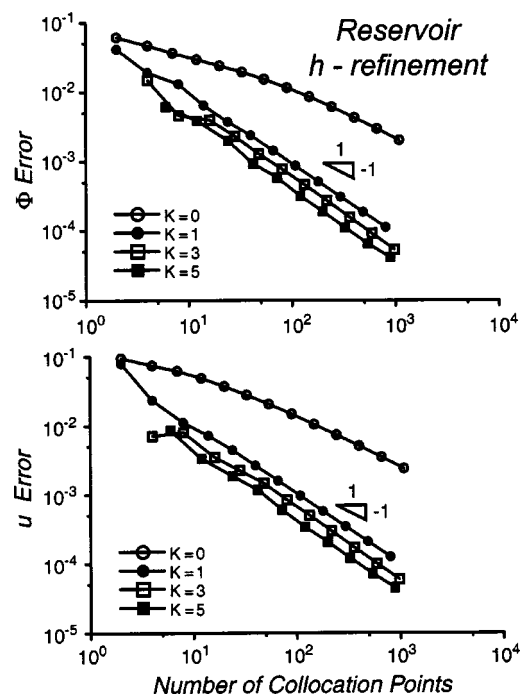 Reservoir
h - refinement
10^-1
10^-2
10^-3
10^-4
10^-5
Φ Error
1
-1
K=0
K=1
K=3
K=5
10^0 10^1 10^2 10^3 10^4
10^-1
10^-2
10^-3
10^-4
10^-5
u Error
1
-1
K=0
K=1
K=3
K=5
10^0 10^1 10^2 10^3 10^4
Number of Collocation Points